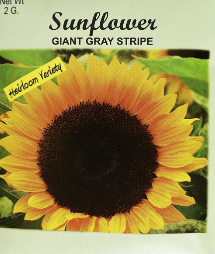 Net Wt
2 G.
Sunflower
GIANT GRAY STRIPE
Heirloom Variety